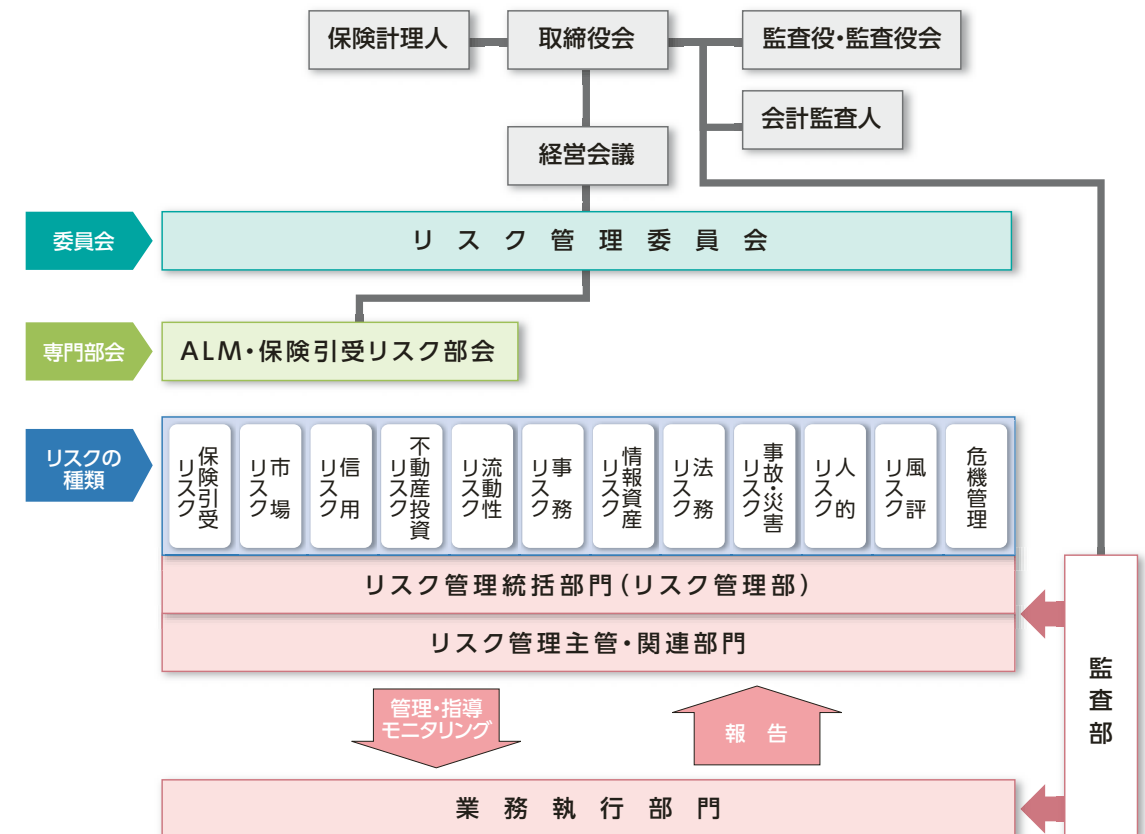 保険計理人
取締役会
監査役・監査役会
会計監査人
経営会議
委員会
リスク管理委員会
専門部会
ALM・保険引受リスク部会
リスクの
種類
保険引受
リスク
市場
リスク
信用
リスク
不動産投資
リスク
流動性
リスク
事務
リスク
情報資産
リスク
法務
リスク
事故・災害
リスク
人的
リスク
風評
リスク
危機管理
リスク管理統括部門(リスク管理部)
リスク管理主管・関連部門
管理・指導
モニタリング
報告
監査部
業務執行部門